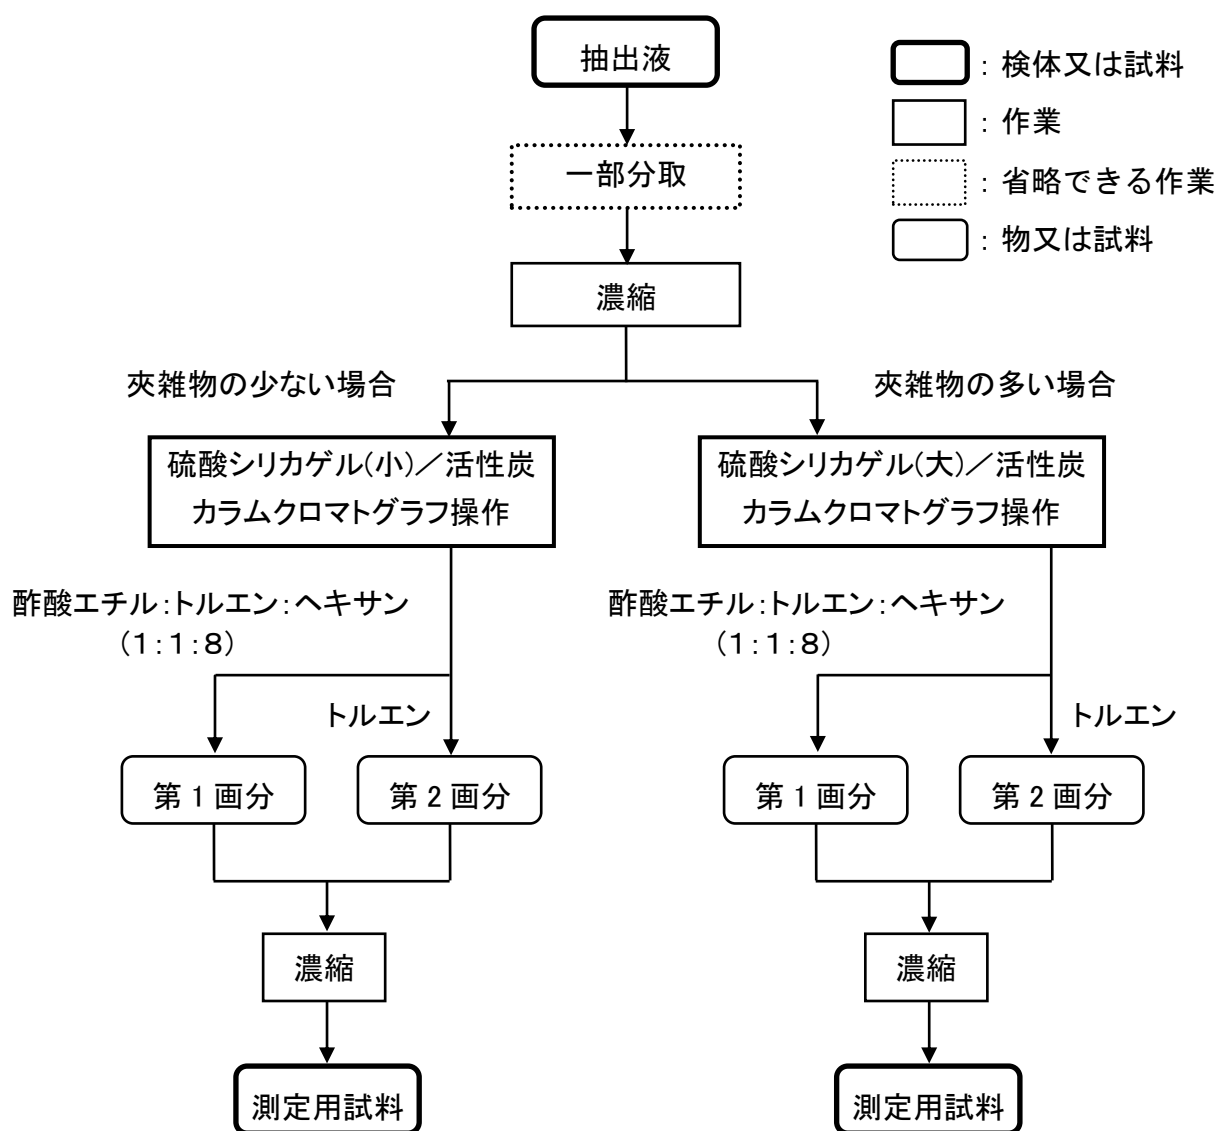 抽出液
：検体又は試料
：作業
一部分取
：省略できる作業
：物又は試料
濃縮
夾雑物の少ない場合
夾雑物の多い場合
硫酸シリカゲル(小)／活性炭
カラムクロマトグラフ操作
硫酸シリカゲル(大)／活性炭
カラムクロマトグラフ操作
酢酸エチル：トルエン：ヘキサン
（1：1：8）
酢酸エチル：トルエン：ヘキサン
（1：1：8）
トルエン
トルエン
第1画分
第2画分
第1画分
第2画分
濃縮
濃縮
測定用試料
測定用試料